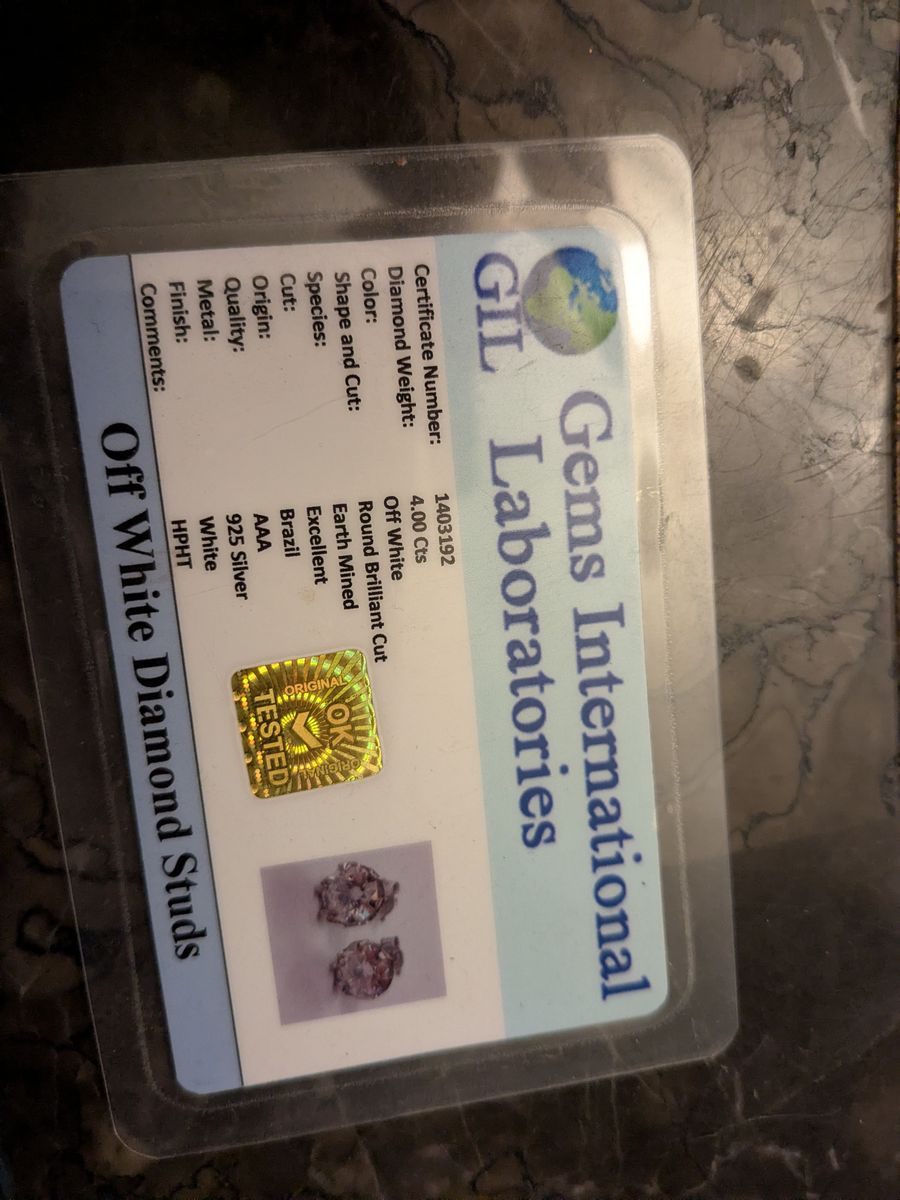 Gems International
GIL Laboratories
Certificate Number: 1403192
Diamond Weight: 4.00 Cts
Color: Off White
Shape and Cut: Round Brilliant Cut
Species: Earth Mined
Cut: Excellent
Origin: Brazil
Quality: AAA
Metal: 925 Silver
Finish: White
Comments: HPHT
OK
ORIGINAL
ORIGINAL
TESTED
Off White Diamond Studs